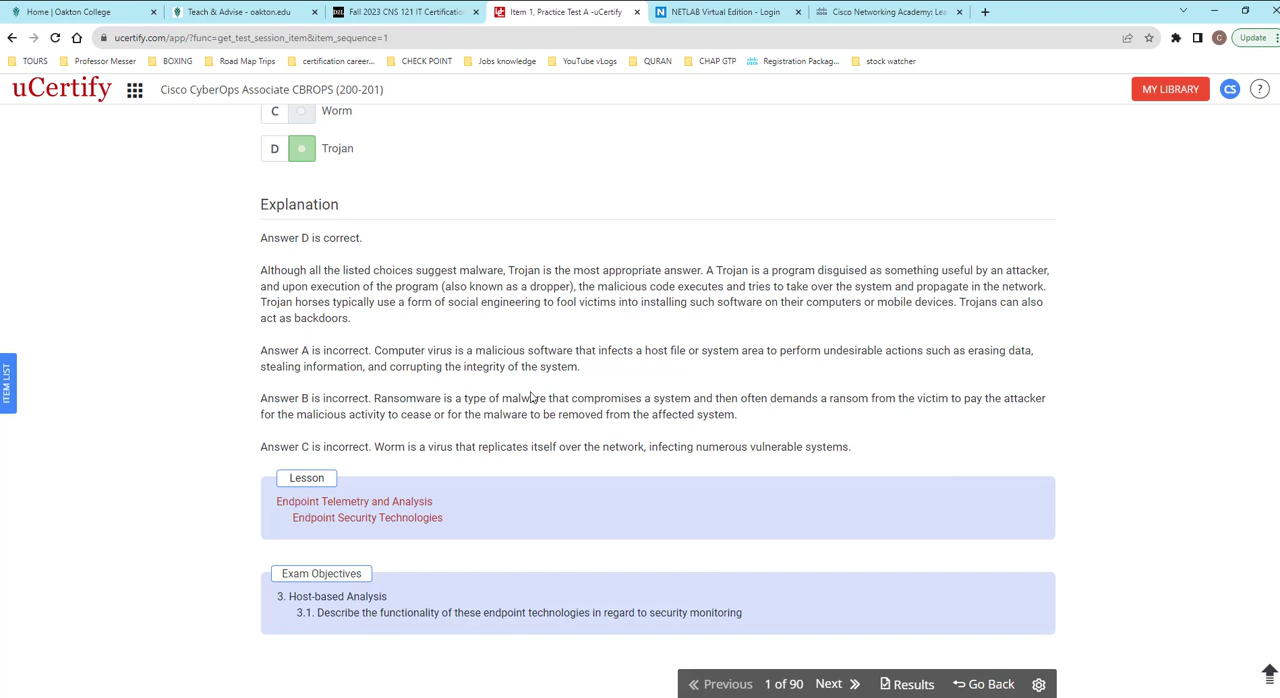 Home | Oakton College
Teach & Advise - oakton.edu
Fall 2023 CNS 121 IT Certificatio
Item 1, Practice Test A -uCertify
NETLAB Virtual Edition - Login
Cisco Networking Academy: Lea
ucertify.com/app/?func=get_test_session_item&item_sequence=1
C
Update
TOURS
Professor Messer
BOXING
Road Map Trips
certification career...
CHECK POINT
Jobs knowledge
YouTube vLogs
QURAN
CHAP GTP
Registration Packag...
stock watcher
uCertify
Cisco CyberOps Associate CBROPS (200-201)
MY LIBRARY
CS
?
C Worm
D Trojan
Explanation
Answer D is correct.
Although all the listed choices suggest malware, Trojan is the most appropriate answer. A Trojan is a program disguised as something useful by an attacker,
and upon execution of the program (also known as a dropper), the malicious code executes and tries to take over the system and propagate in the network.
Trojan horses typically use a form of social engineering to fool victims into installing such software on their computers or mobile devices. Trojans can also
act as backdoors.
Answer A is incorrect. Computer virus is a malicious software that infects a host file or system area to perform undesirable actions such as erasing data,
stealing information, and corrupting the integrity of the system.
Answer B is incorrect. Ransomware is a type of malware that compromises a system and then often demands a ransom from the victim to pay the attacker
for the malicious activity to cease or for the malware to be removed from the affected system.
Answer C is incorrect. Worm is a virus that replicates itself over the network, infecting numerous vulnerable systems.
ITEM LIST
Lesson
Endpoint Telemetry and Analysis
Endpoint Security Technologies
Exam Objectives
3. Host-based Analysis
3.1. Describe the functionality of these endpoint technologies in regard to security monitoring
Previous 1 of 90 Next Results Go Back